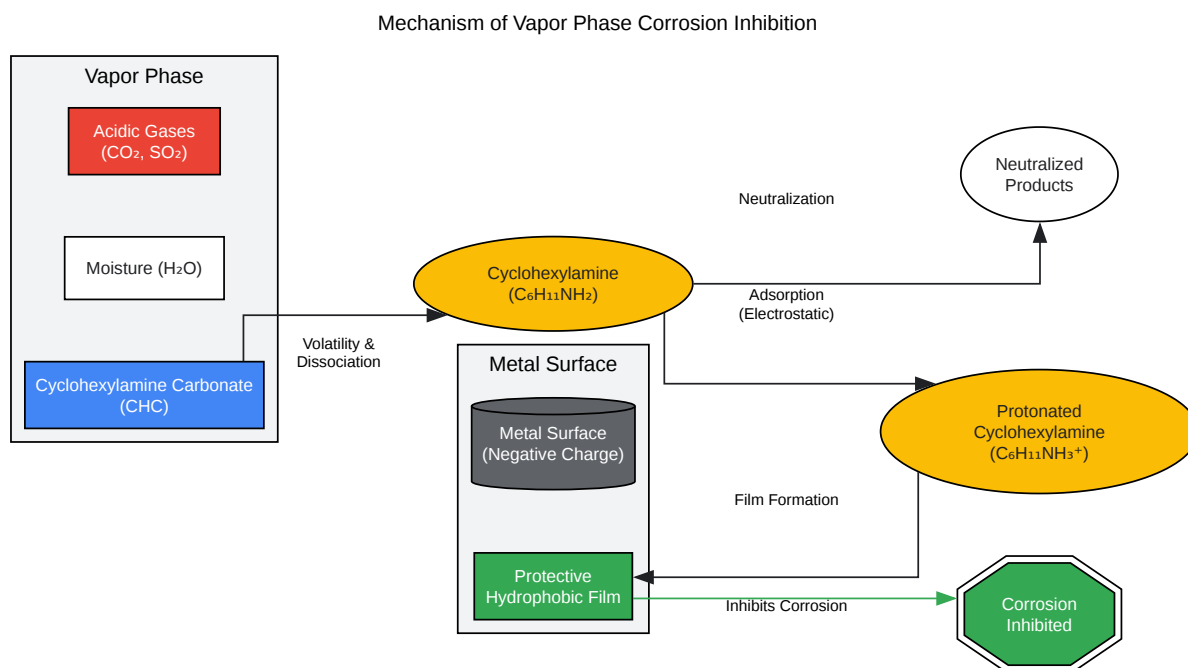 Mechanism of Vapor Phase Corrosion Inhibition
Vapor Phase
Acidic Gases
(CO₂, SO₂)
Moisture (H₂O)
Cyclohexylamine Carbonate
(CHC)
Volatility &
Dissociation
Cyclohexylamine
(C₆H₁₁NH₂)
Neutralization
Neutralized
Products
Adsorption
(Electrostatic)
Metal Surface
Metal Surface
(Negative Charge)
Protonated
Cyclohexylamine
(C₆H₁₁NH₃⁺)
Film Formation
Protective
Hydrophobic Film
Inhibits Corrosion
Corrosion
Inhibited